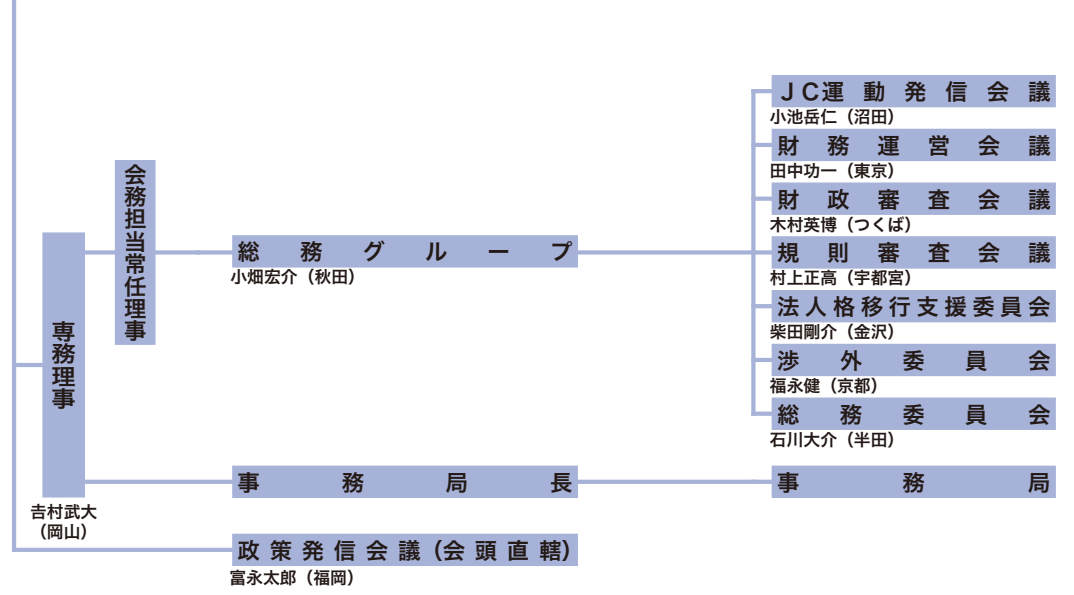 専務理事
𠮷村武大
（岡山）
会務担当常任理事
総務グループ
小畑宏介（秋田）
JC運動発信会議
小池岳仁（沼田）
財務運営会議
田中功一（東京）
財政審査会議
木村英博（つくば）
規則審査会議
村上正高（宇都宮）
法人格移行支援委員会
柴田剛介（金沢）
渉外委員会
福永健（京都）
総務委員会
石川大介（半田）
事務局長
事務局
政策発信会議（会頭直轄）
富永太郎（福岡）